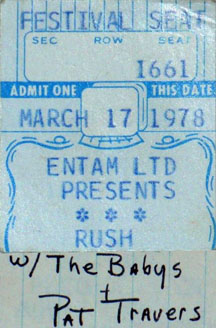 FESTIVAL SEAT
SEC ROW SEAT
1661
ADMIT ONE THIS DATE
MARCH 17 1978
ENTAM LTD
PRESENTS
* * *
RUSH
w/ The Babys
+
Pat Travers